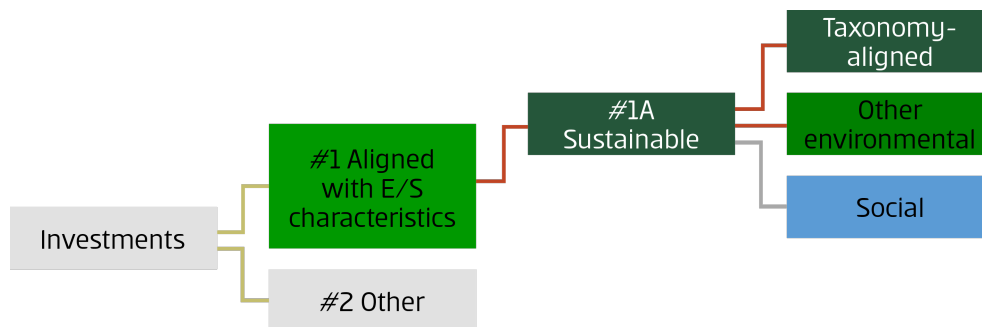 Investments
#1 Aligned
with E/S
characteristics
#2 Other
#1A
Sustainable
Taxonomy-
aligned
Other
environmental
Social